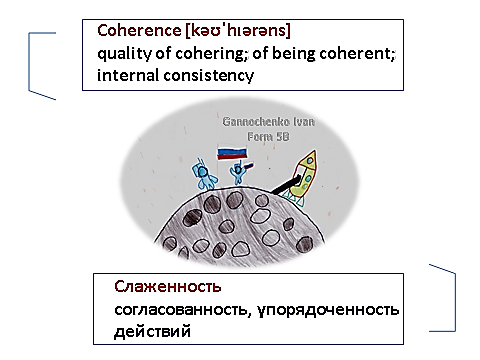 Coherence [kəʊˈhɪərəns]
quality of cohering; of being coherent;
internal consistency
Gannochenko Ivan
Form 5B
Слаженность
согласованность, упорядоченность
действий